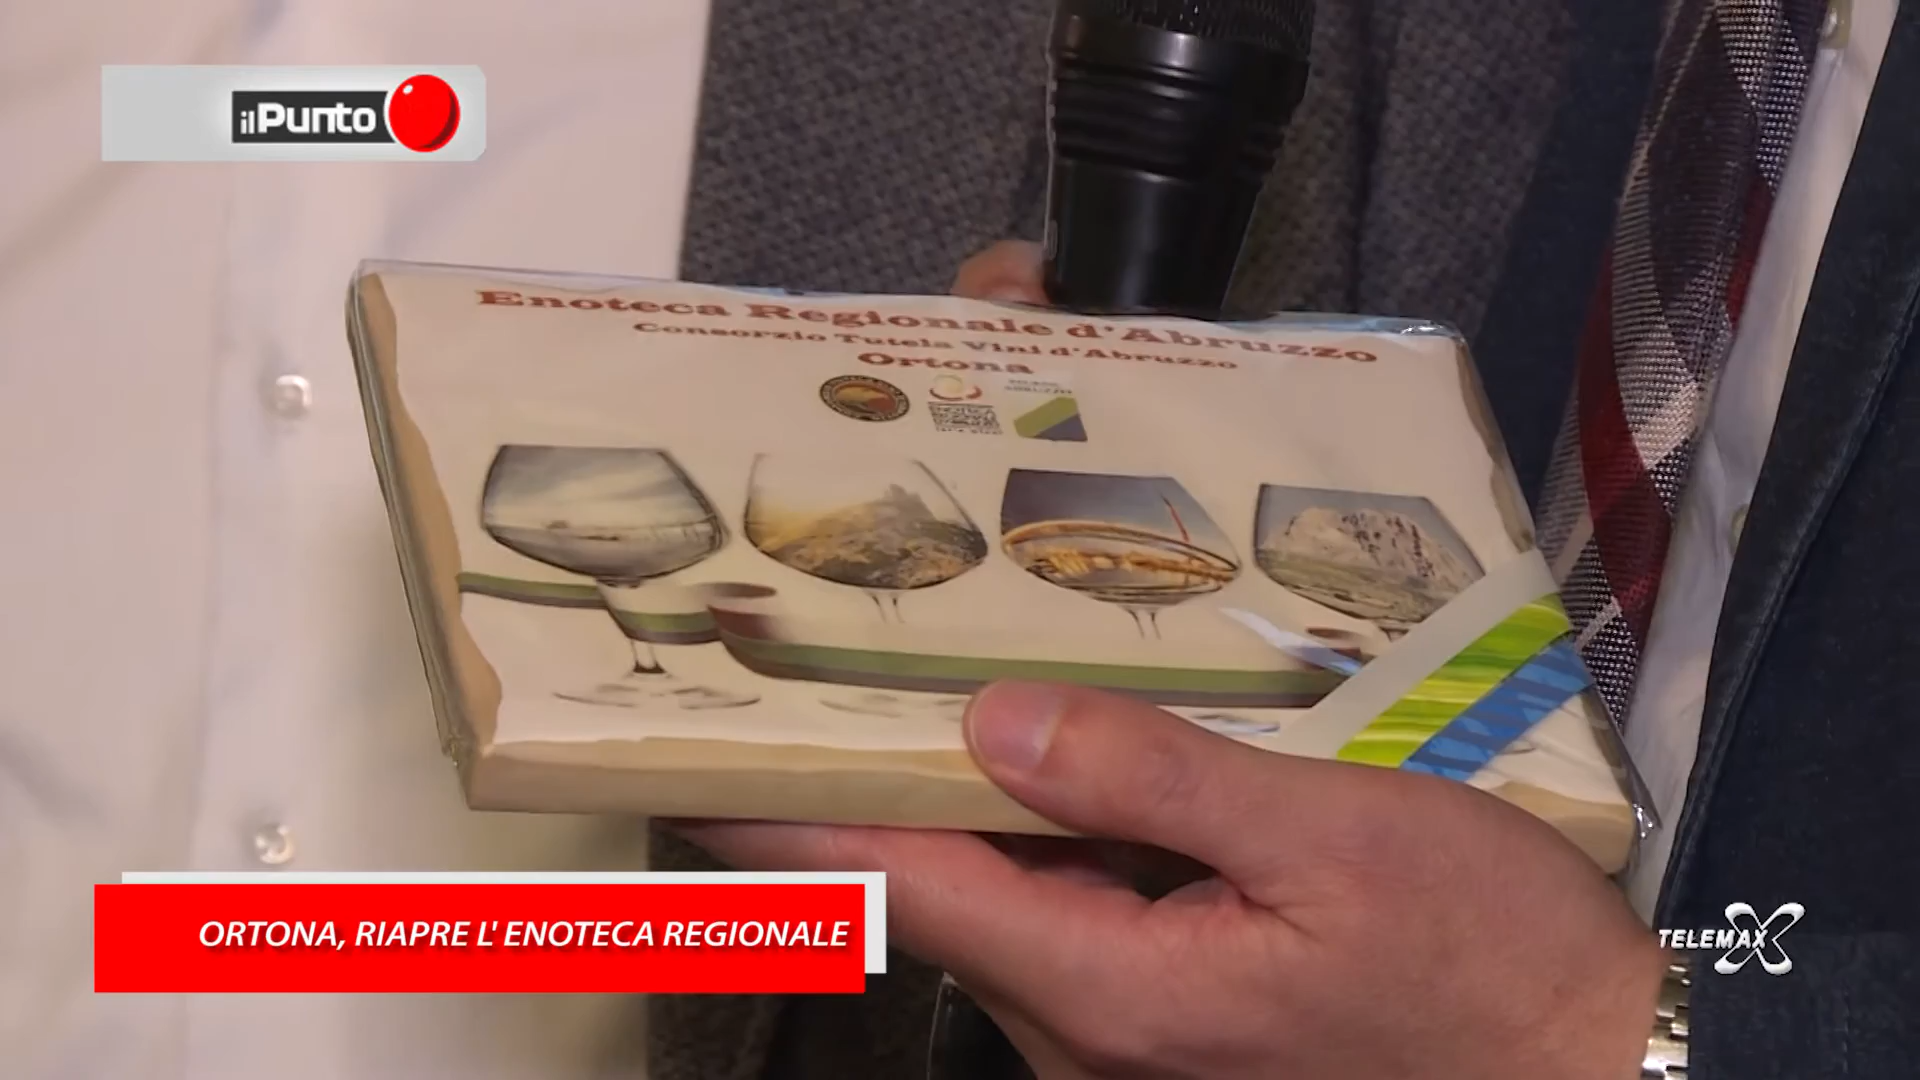 ilPunto
Enoteca Regionale d'Abruzzo
Consorzio Tutela Vini d'Abruzzo
Ortona
ORTONA, RIAPRE L' ENOTECA REGIONALE
TELEMAX